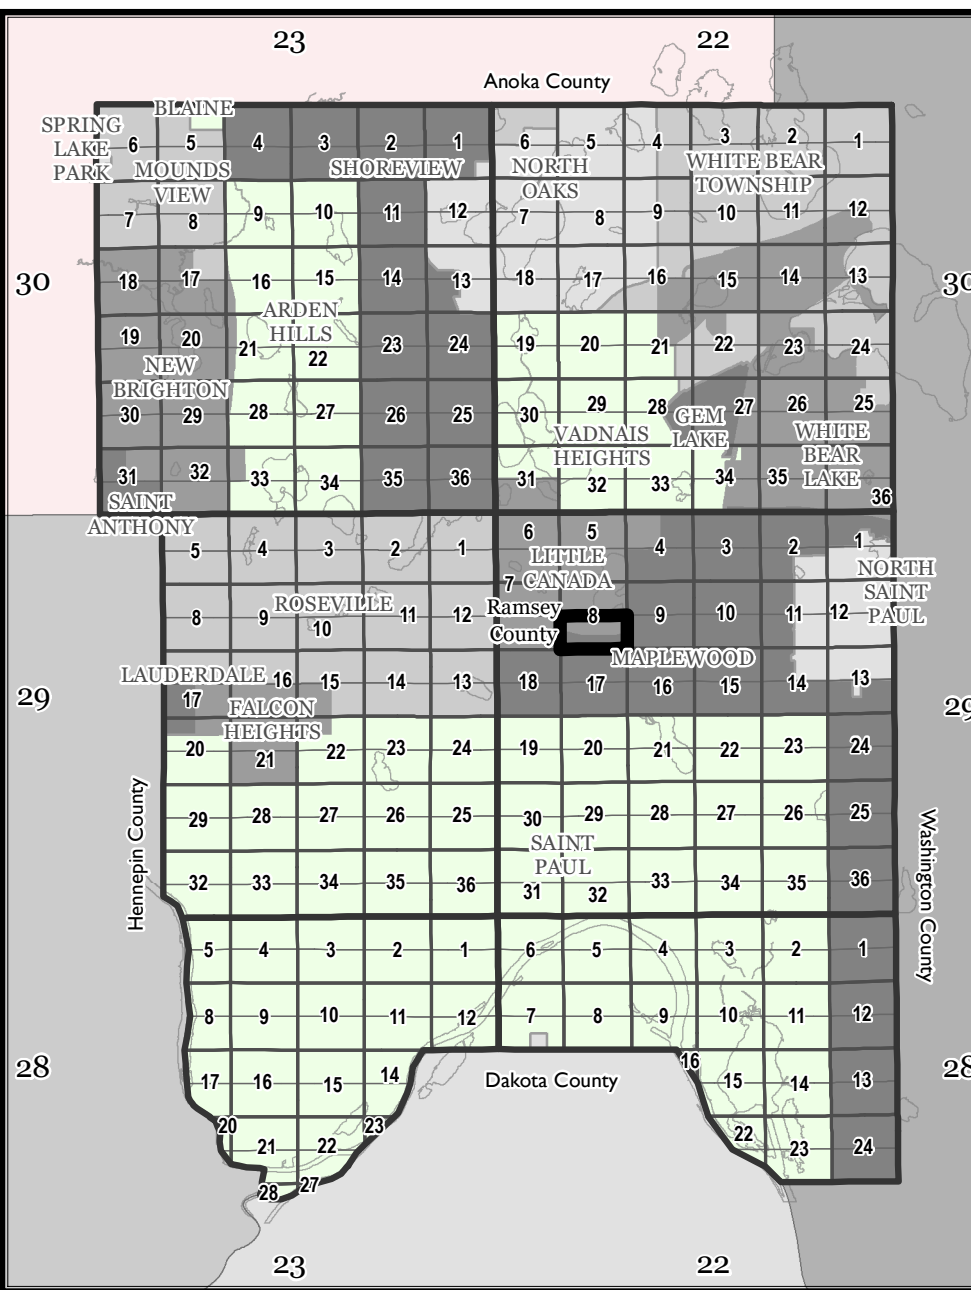 23 22
Anoka County
BLAINE
SPRING
LAKE
PARK
6 5 4 3 2 1 6 5 4 3 2 1
MOUNDS
VIEW
SHOREVIEW
NORTH
OAKS
WHITE BEAR
TOWNSHIP
7 8 9 10 11 12 7 8 9 10 11 12
30 18 17 16 15 14 13 18 17 16 15 14 13 30
ARDEN
HILLS
19 20 21 22 23 24 19 20 21 22 23 24
NEW
BRIGHTON
30 29 28 27 26 25 30 29 28 27 26 25
GEM
LAKE
VADNAIS
HEIGHTS
WHITE
BEAR
LAKE
31 32 33 34 35 36 31 32 33 34 35 36
SAINT
ANTHONY
5 4 3 2 1 6 5 4 3 2 1
LITTLE
CANADA
NORTH
SAINT
PAUL
8 9 10 11 12 7 8 9 10 11 12
ROSEVILLE
Ramsey
County
MAPLEWOOD
LAUDERDALE
29 17 16 15 14 13 18 17 16 15 14 13 29
FALCON
HEIGHTS
20 21 22 23 24 19 20 21 22 23 24
29 28 27 26 25 30 29 28 27 26 25
Hennepin County
Washington County
SAINT
PAUL
32 33 34 35 36 31 32 33 34 35 36
5 4 3 2 1 6 5 4 3 2 1
8 9 10 11 12 7 8 9 10 11 12
28 17 16 15 14 16 15 14 13 28
Dakota County
20 21 22 23 22 23 24
28 27
23 22